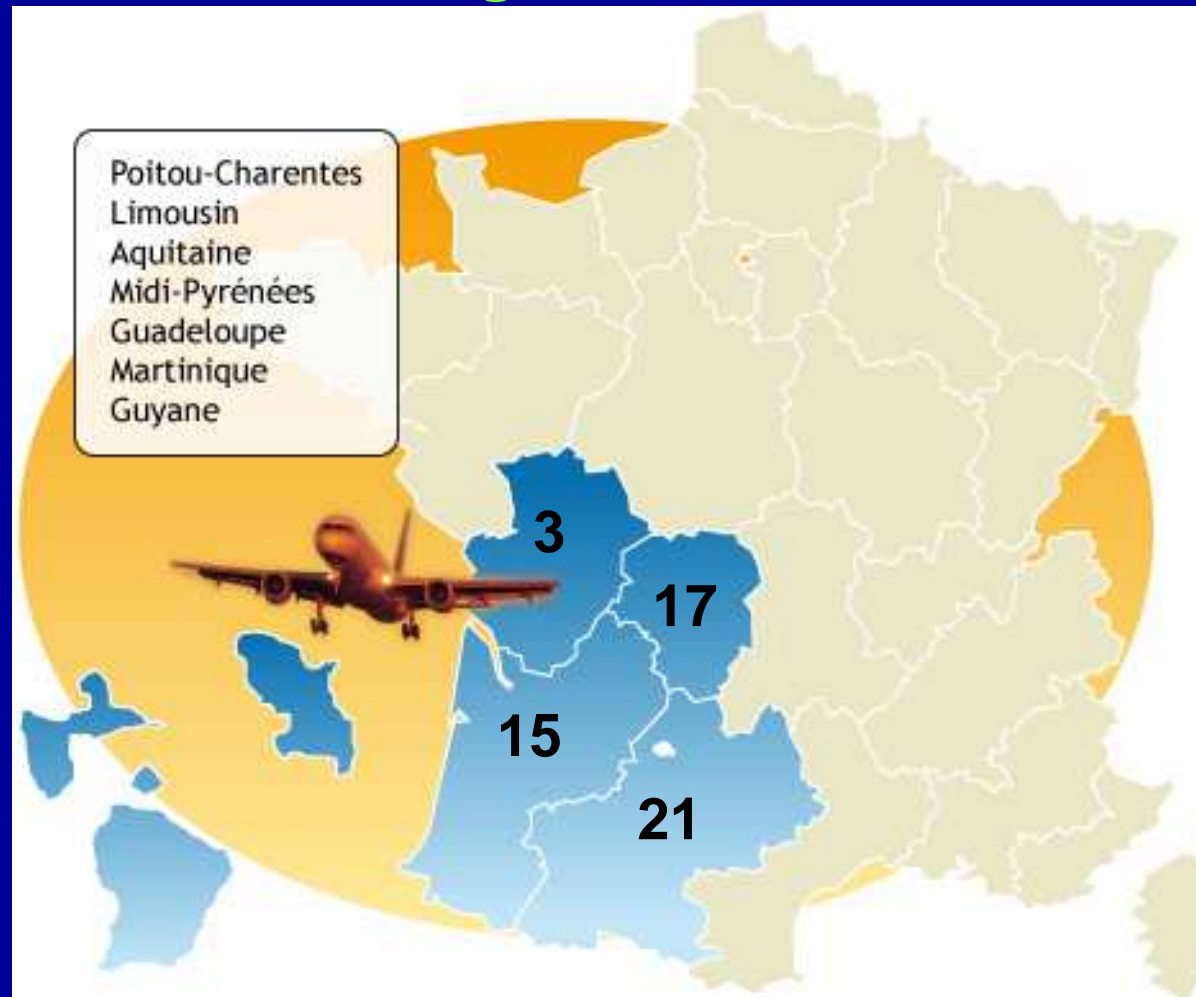 Poitou-Charentes
Limousin
Aquitaine
Midi-Pyrénées
Guadeloupe
Martinique
Guyane
3
17
15
21